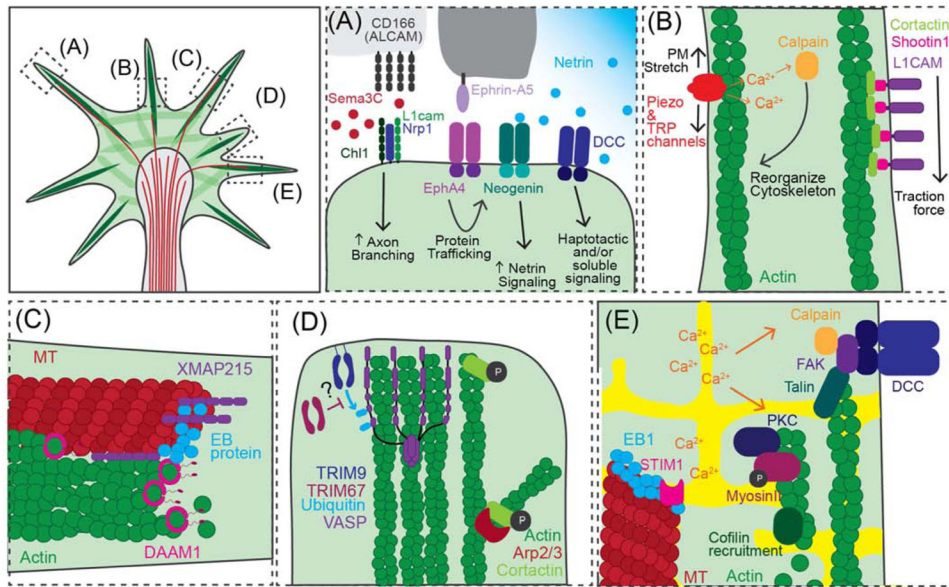 (A)
(B)
(C)
(D)
(E)
(A)
CD166
(ALCAM)
Netrin
Ephrin-A5
Sema3C
L1cam
Nrp1
Chl1
DCC
EphA4
Neogenin
↑ Axon
Branching
Protein
Trafficking
↑ Netrin
Signaling
Haptotactic
and/or
soluble
signaling
(B)
Cortactin
Shootin1
L1CAM
Calpain
PM
Stretch
Ca2+
Ca2+
Piezo
&
TRP
channels
Reorganize
Cytoskeleton
Traction
force
Actin
(C)
MT
XMAP215
EB
protein
DAAM1
Actin
(D)
P
?
TRIM9
TRIM67
Ubiquitin
VASP
P
Actin
Arp2/3
Cortactin
(E)
Calpain
Ca2+
Ca2+
Ca2+
Ca2+
FAK
Talin
DCC
PKC
EB1
Ca2+
STIM1
Ca2+
P
MyosinII
Cofilin
recruitment
MT
Actin